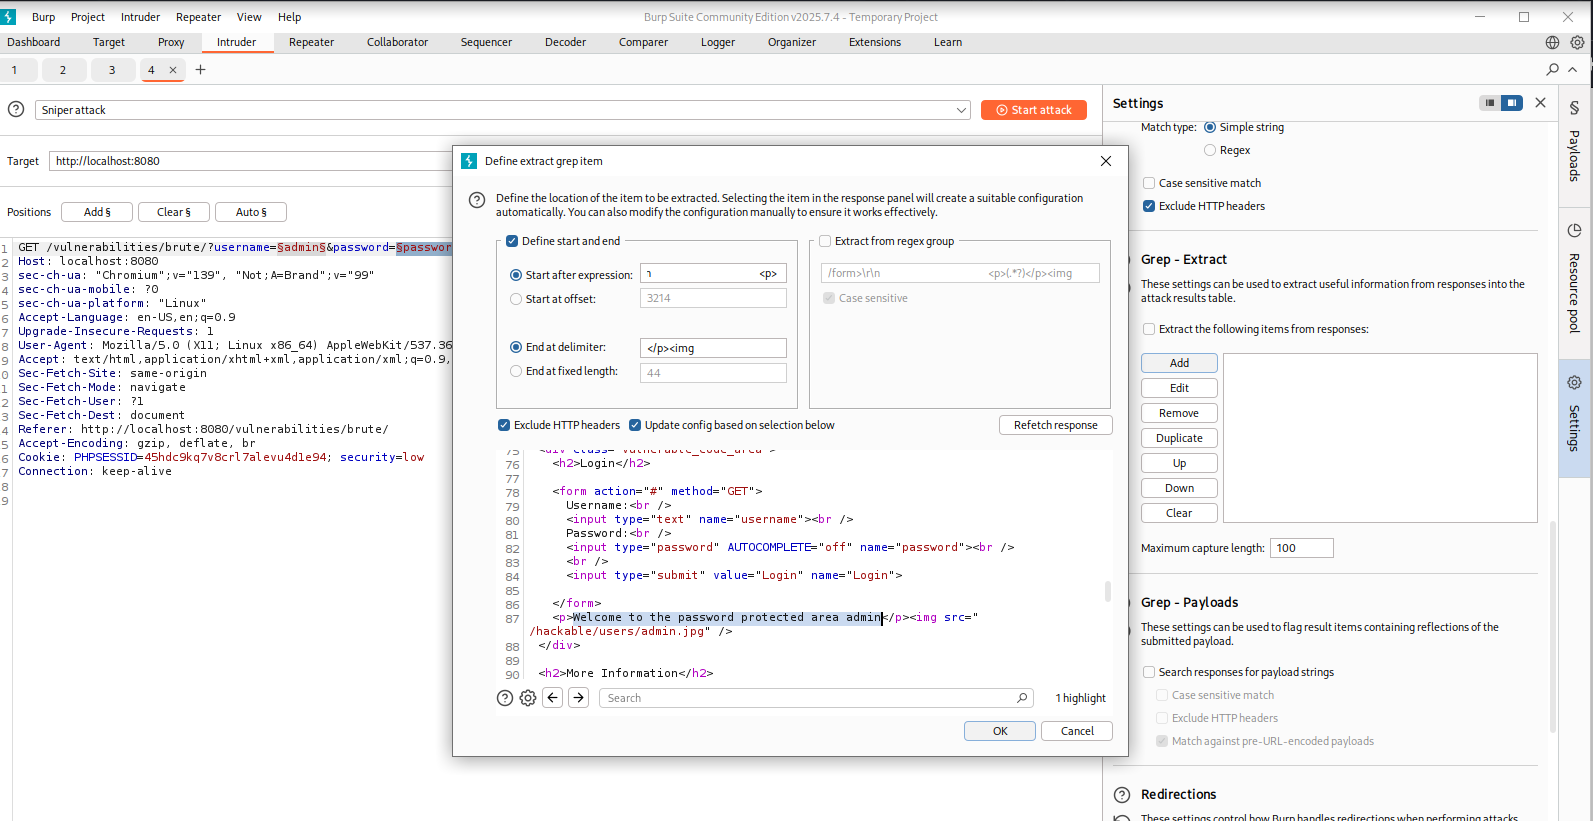 Burp Project Intruder Repeater View Help
Burp Suite Community Edition v2025.7.4 - Temporary Project
Dashboard Target Proxy Intruder Repeater Collaborator Sequencer Decoder Comparer Logger Organizer Extensions Learn
1 2 3 4 × +
Sniper attack
Start attack
Target http://localhost:8080
Positions Add § Clear § Auto §
1 GET /vulnerabilities/brute/?username=§admin§&password=§passwor
2 Host: localhost:8080
3 sec-ch-ua: "Chromium";v="139", "Not;A=Brand";v="99"
4 sec-ch-ua-mobile: ?0
5 sec-ch-ua-platform: "Linux"
6 Accept-Language: en-US,en;q=0.9
7 Upgrade-Insecure-Requests: 1
8 User-Agent: Mozilla/5.0 (X11; Linux x86_64) AppleWebKit/537.36
9 Accept: text/html,application/xhtml+xml,application/xml;q=0.9,
0 Sec-Fetch-Site: same-origin
1 Sec-Fetch-Mode: navigate
2 Sec-Fetch-User: ?1
3 Sec-Fetch-Dest: document
4 Referer: http://localhost:8080/vulnerabilities/brute/
5 Accept-Encoding: gzip, deflate, br
6 Cookie: PHPSESSID=45hdc9kq7v8crl7alevu4d1e94; security=low
7 Connection: keep-alive
8
9
Define extract grep item
Define the location of the item to be extracted. Selecting the item in the response panel will create a suitable configuration
automatically. You can also modify the configuration manually to ensure it works effectively.
Define start and end
Start after expression: <p>
Start at offset: 3214
End at delimiter: </p><img
End at fixed length: 44
Extract from regex group
/form>\r\n <p>(.*?)</p><img
Case sensitive
Exclude HTTP headers Update config based on selection below
Refetch response
75 <div class="vulnerable_code_area">
76 <h2>Login</h2>
77
78 <form action="#" method="GET">
79 Username:<br />
80 <input type="text" name="username"><br />
81 Password:<br />
82 <input type="password" AUTOCOMPLETE="off" name="password"><br />
83 <br />
84 <input type="submit" value="Login" name="Login">
85
86 </form>
87 <p>Welcome to the password protected area admin</p><img src="
/hackable/users/admin.jpg" />
88 </div>
89
90 <h2>More Information</h2>
Search
1 highlight
OK Cancel
Settings
Match type: Simple string
Regex
Case sensitive match
Exclude HTTP headers
Grep - Extract
These settings can be used to extract useful information from responses into the
attack results table.
Extract the following items from responses:
Add
Edit
Remove
Duplicate
Up
Down
Clear
Maximum capture length: 100
Grep - Payloads
These settings can be used to flag result items containing reflections of the
submitted payload.
Search responses for payload strings
Case sensitive match
Exclude HTTP headers
Match against pre-URL-encoded payloads
Redirections
These settings control how Burp handles redirections when performing attacks.
Payloads
Resource pool
Settings